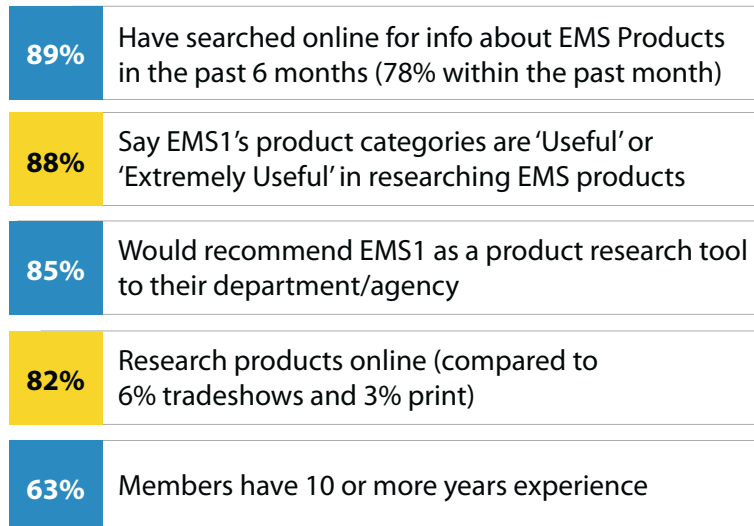 89%
Have searched online for info about EMS Products
in the past 6 months (78% within the past month)
88%
Say EMS1’s product categories are ‘Useful’ or
‘Extremely Useful’ in researching EMS products
85%
Would recommend EMS1 as a product research tool
to their department/agency
82%
Research products online (compared to
6% tradeshows and 3% print)
63%
Members have 10 or more years experience